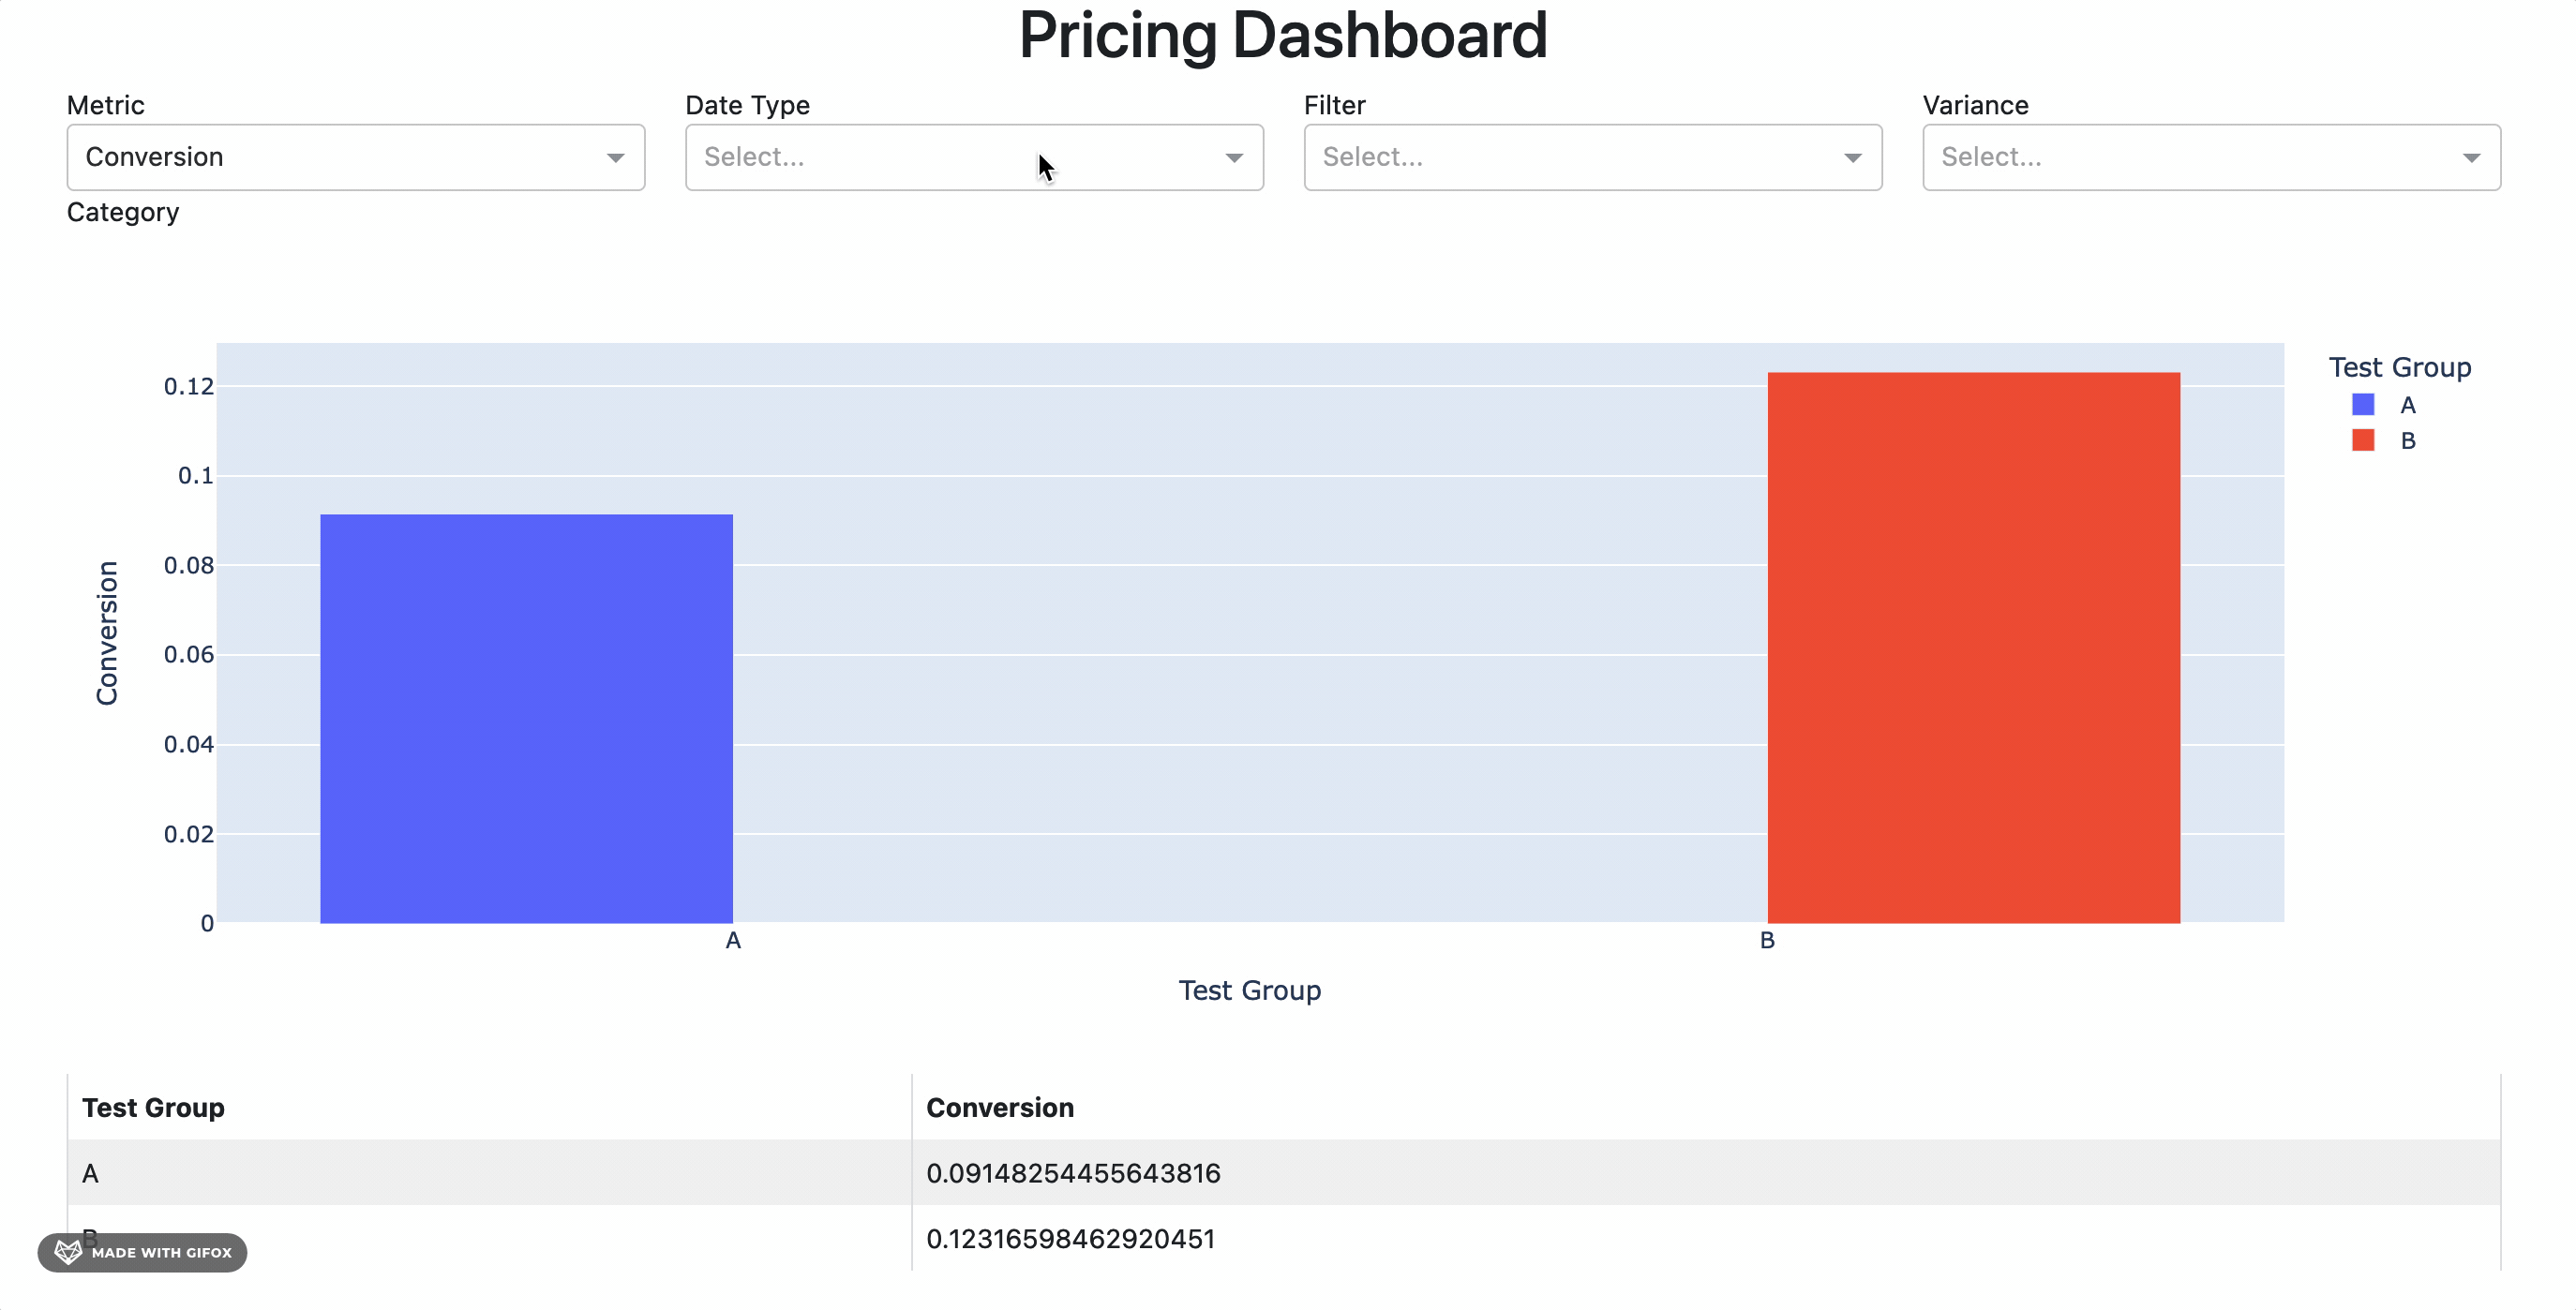 Pricing Dashboard
Metric
Date Type
Filter
Variance
Conversion
Select...
Select...
Select...
Category
0.12
0.1
0.08
0.06
0.04
0.02
0
Conversion
A
B
Test Group
Test Group
A
B
Test Group Conversion
A 0.09148254455643816
B 0.12316598462920451
MADE WITH GIFOX